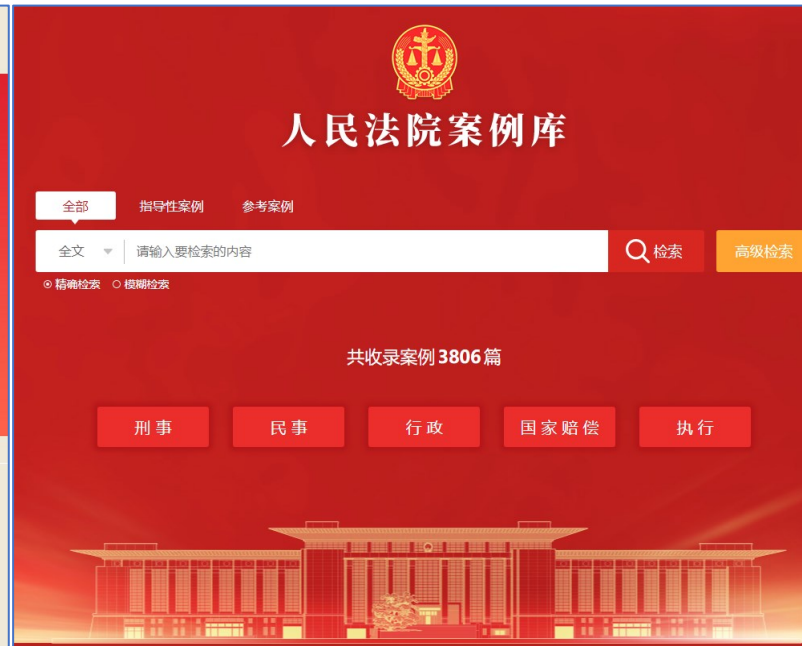 人民法院案例库
全部 指导性案例 参考案例
全文 请输入要检索的内容 检索 高级检索
精确检索 模糊检索
共收录案例3806篇
刑事 民事 行政 国家赔偿 执行